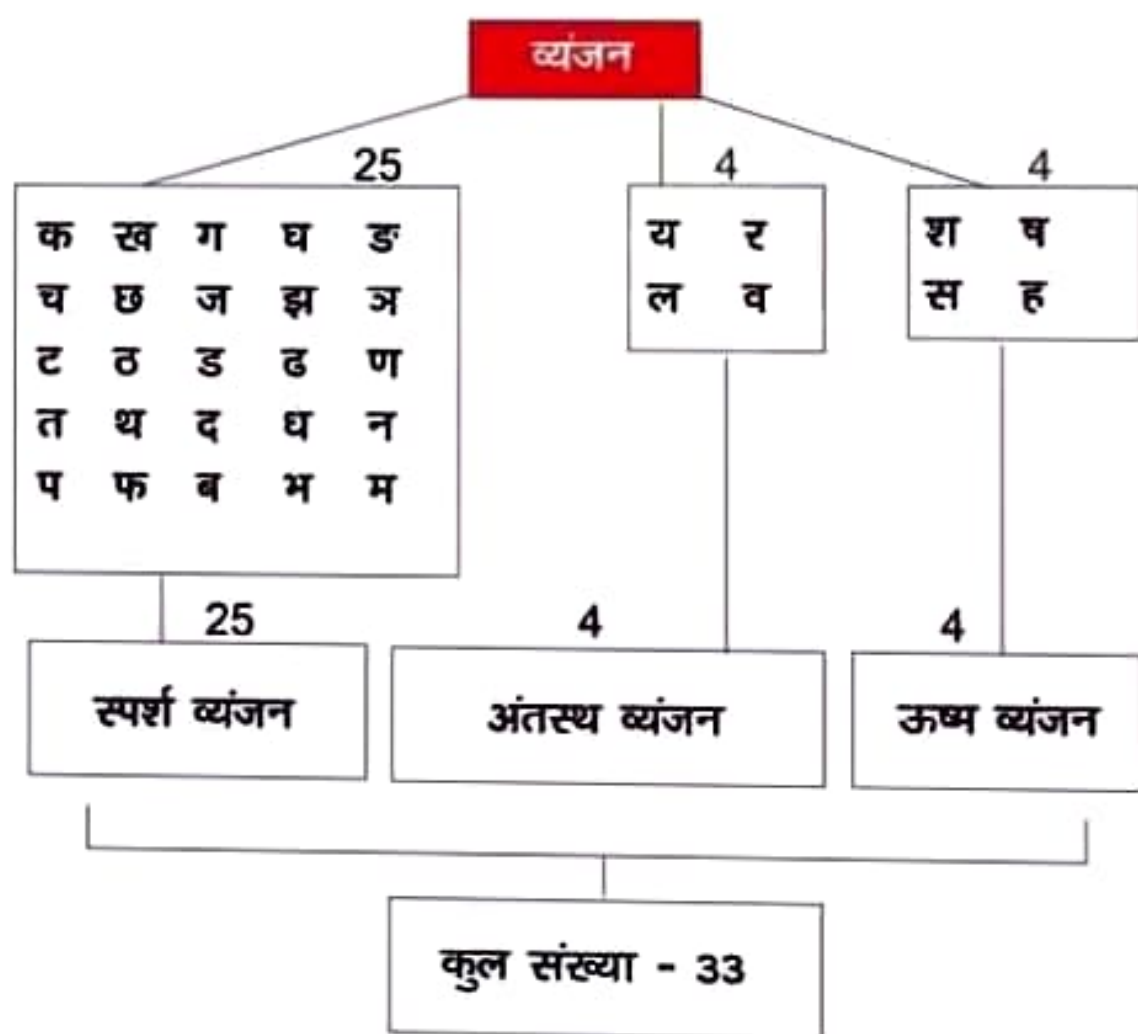 व्यंजन
25
4
4
क ख ग घ ङ
च छ ज झ ञ
ट ठ ड ढ ण
त थ द ध न
प फ ब भ म
य र
ल व
श ष
स ह
25
4
4
स्पर्श व्यंजन
अंतस्थ व्यंजन
ऊष्म व्यंजन
कुल संख्या - 33